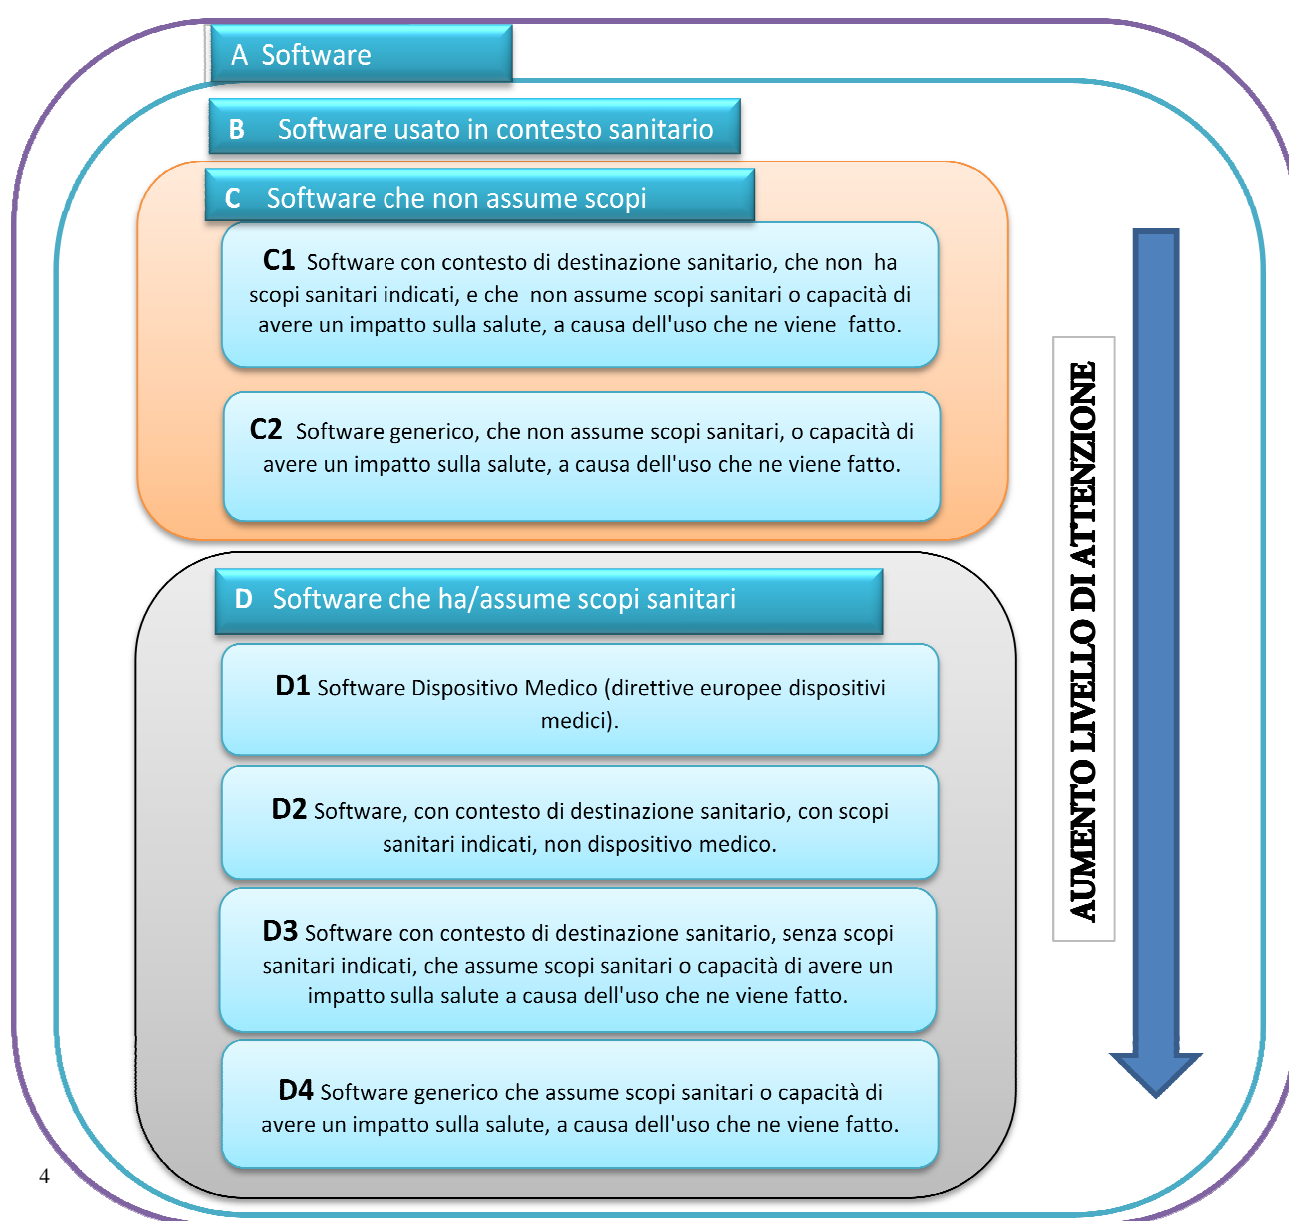 A Software
B Software usato in contesto sanitario
C Software che non assume scopi
C1 Software con contesto di destinazione sanitario, che non ha
scopi sanitari indicati, e che non assume scopi sanitari o capacità di
avere un impatto sulla salute, a causa dell'uso che ne viene fatto.
C2 Software generico, che non assume scopi sanitari, o capacità di
avere un impatto sulla salute, a causa dell'uso che ne viene fatto.
D Software che ha/assume scopi sanitari
D1 Software Dispositivo Medico (direttive europee dispositivi
medici).
D2 Software, con contesto di destinazione sanitario, con scopi
sanitari indicati, non dispositivo medico.
D3 Software con contesto di destinazione sanitario, senza scopi
sanitari indicati, che assume scopi sanitari o capacità di avere un
impatto sulla salute a causa dell'uso che ne viene fatto.
D4 Software generico che assume scopi sanitari o capacità di
avere un impatto sulla salute, a causa dell'uso che ne viene fatto.
AUMENTO LIVELLO DI ATTENZIONE
4